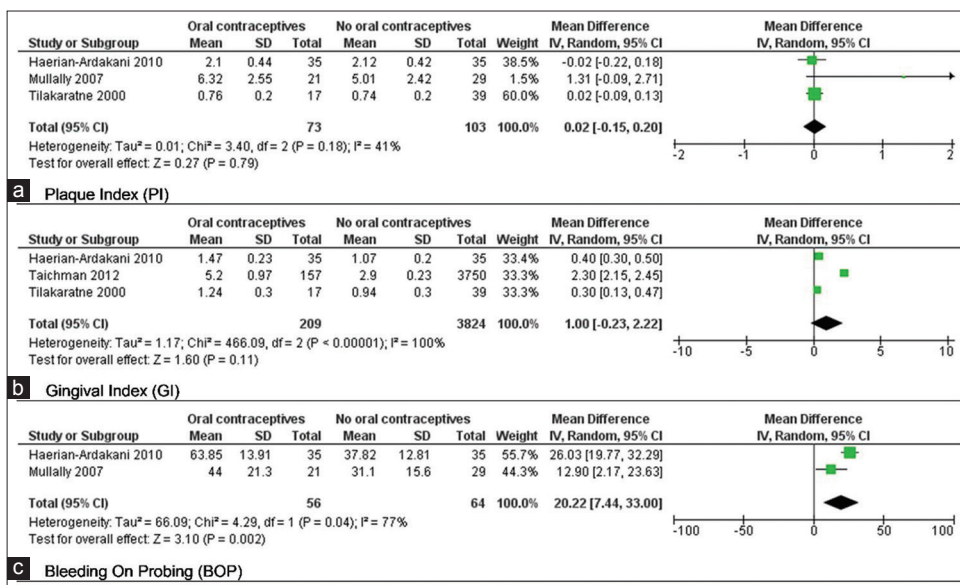 Oral contraceptives No oral contraceptives Mean Difference Mean Difference
Study or Subgroup Mean SD Total Mean SD Total Weight IV, Random, 95% CI IV, Random, 95% CI
Haerian-Ardakani 2010 2.1 0.44 35 2.12 0.42 35 38.5% -0.02 [-0.22, 0.18]
Mullally 2007 6.32 2.55 21 5.01 2.42 29 1.5% 1.31 [-0.09, 2.71]
Tilakaratne 2000 0.76 0.2 17 0.74 0.2 39 60.0% 0.02 [-0.09, 0.13]
Total (95% CI) 73 103 100.0% 0.02 [-0.15, 0.20]
Heterogeneity: Tau² = 0.01; Chi² = 3.40, df = 2 (P = 0.18); I² = 41%
Test for overall effect: Z = 0.27 (P = 0.79)
-2 -1 0 1 2
a Plaque Index (PI)
Oral contraceptives No oral contraceptives Mean Difference Mean Difference
Study or Subgroup Mean SD Total Mean SD Total Weight IV, Random, 95% CI IV, Random, 95% CI
Haerian-Ardakani 2010 1.47 0.23 35 1.07 0.2 35 33.4% 0.40 [0.30, 0.50]
Taichman 2012 5.2 0.97 157 2.9 0.23 3750 33.3% 2.30 [2.15, 2.45]
Tilakaratne 2000 1.24 0.3 17 0.94 0.3 39 33.3% 0.30 [0.13, 0.47]
Total (95% CI) 209 3824 100.0% 1.00 [-0.23, 2.22]
Heterogeneity: Tau² = 1.17; Chi² = 466.09, df = 2 (P < 0.00001); I² = 100%
Test for overall effect: Z = 1.60 (P = 0.11)
-10 -5 0 5 10
b Gingival Index (GI)
Oral contraceptives No oral contraceptives Mean Difference Mean Difference
Study or Subgroup Mean SD Total Mean SD Total Weight IV, Random, 95% CI IV, Random, 95% CI
Haerian-Ardakani 2010 63.85 13.91 35 37.82 12.81 35 55.7% 26.03 [19.77, 32.29]
Mullally 2007 44 21.3 21 31.1 15.6 29 44.3% 12.90 [2.17, 23.63]
Total (95% CI) 56 64 100.0% 20.22 [7.44, 33.00]
Heterogeneity: Tau² = 66.09; Chi² = 4.29, df = 1 (P = 0.04); I² = 77%
Test for overall effect: Z = 3.10 (P = 0.002)
-100 -50 0 50 100
c Bleeding On Probing (BOP)